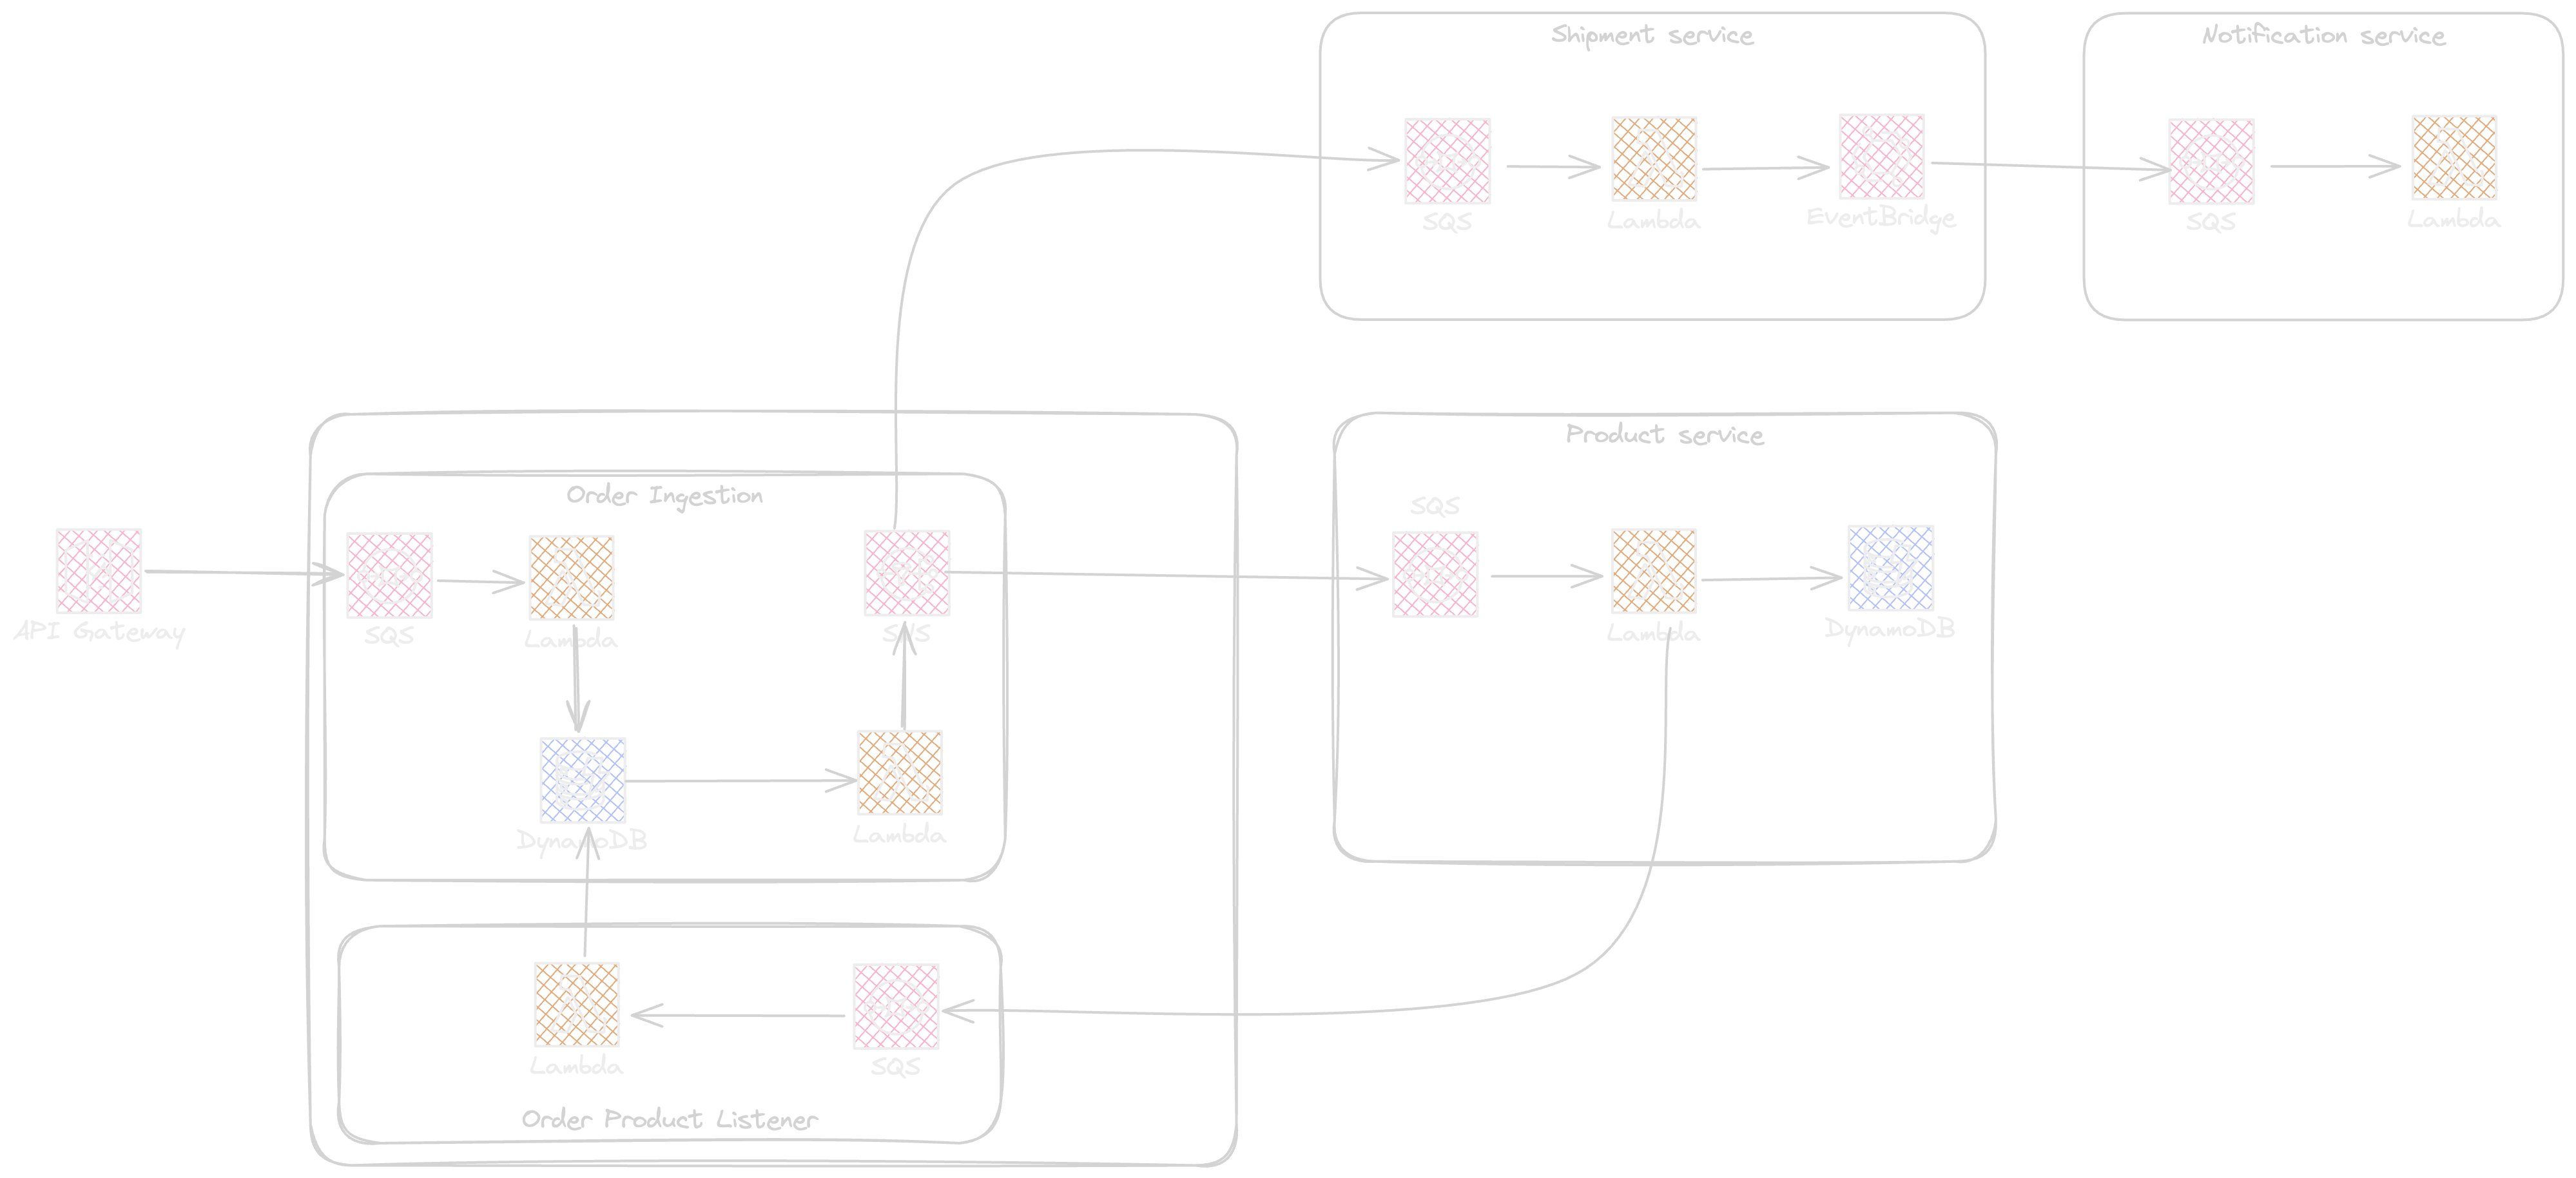 Shipment service
Notification service
SQS
Lambda
EventBridge
SQS
Lambda
Product service
Order Ingestion
SQS
API Gateway
SQS
Lambda
SNS
Lambda
DynamoDB
DynamoDB
Lambda
Lambda
SQS
Order Product Listener